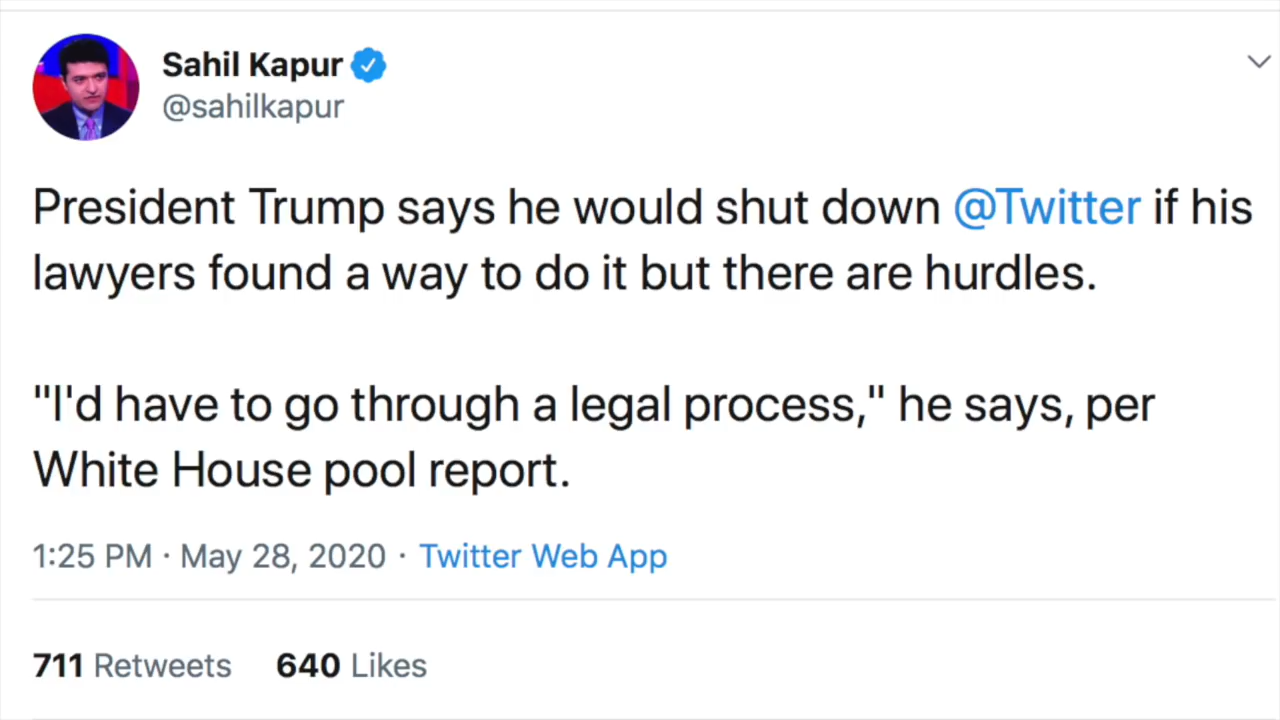 Sahil Kapur
@sahilkapur
President Trump says he would shut down @Twitter if his
lawyers found a way to do it but there are hurdles.
"I'd have to go through a legal process," he says, per
White House pool report.
1:25 PM · May 28, 2020 · Twitter Web App
711 Retweets 640 Likes